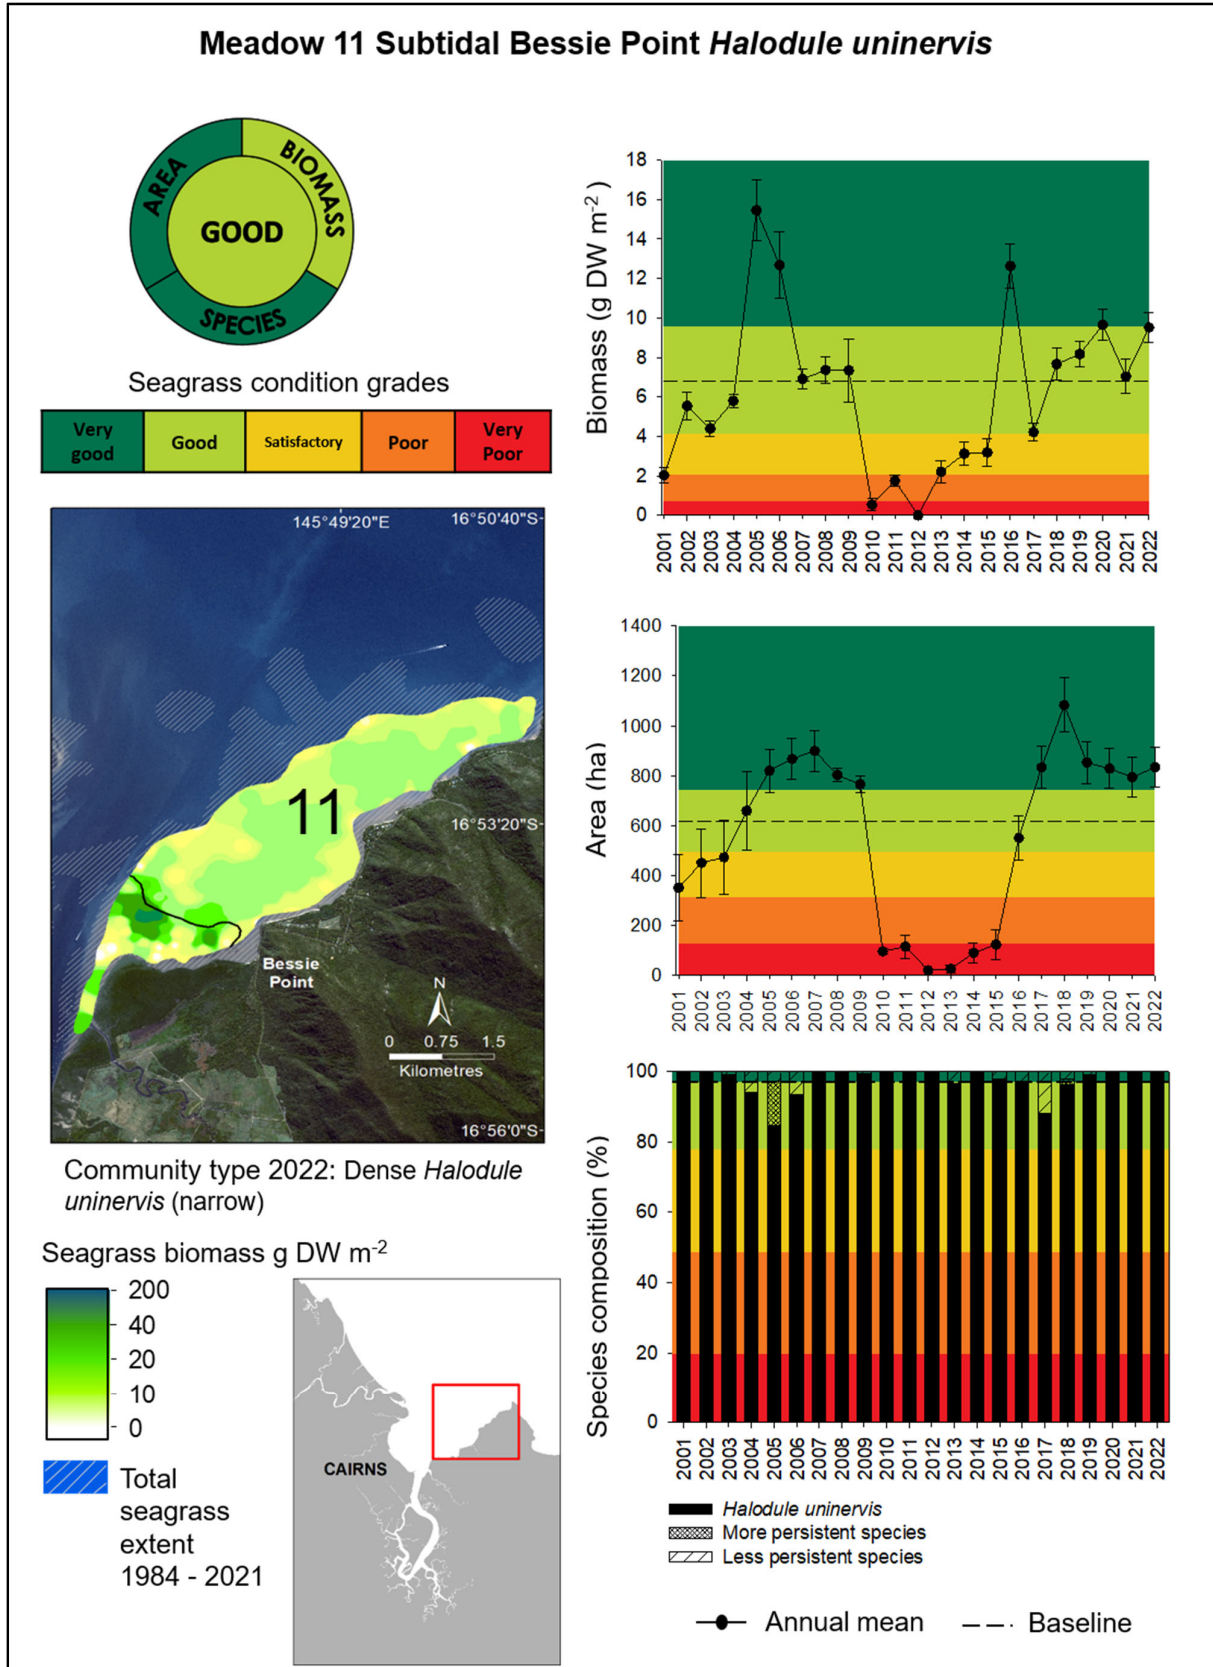 Meadow 11 Subtidal Bessie Point Halodule uninervis
AREA
BIOMASS
GOOD
SPECIES
Seagrass condition grades
Very
good
Good
Satisfactory
Poor
Very
Poor
145°49'20"E
16°50'40"S
11
16°53'20"S
Bessie
Point
N
0 0.75 1.5
Kilometres
16°56'0"S
Community type 2022: Dense Halodule
uninervis (narrow)
Seagrass biomass g DW m-2
200
40
20
10
0
Total
seagrass
extent
1984 - 2021
CAIRNS
Biomass (g DW m-2)
18
16
14
12
10
8
6
4
2
0
2001 2002 2003 2004 2005 2006 2007 2008 2009 2010 2011 2012 2013 2014 2015 2016 2017 2018 2019 2020 2021 2022
Area (ha)
1400
1200
1000
800
600
400
200
0
2001 2002 2003 2004 2005 2006 2007 2008 2009 2010 2011 2012 2013 2014 2015 2016 2017 2018 2019 2020 2021 2022
Species composition (%)
100
80
60
40
20
0
2001 2002 2003 2004 2005 2006 2007 2008 2009 2010 2011 2012 2013 2014 2015 2016 2017 2018 2019 2020 2021 2022
Halodule uninervis
More persistent species
Less persistent species
Annual mean
Baseline